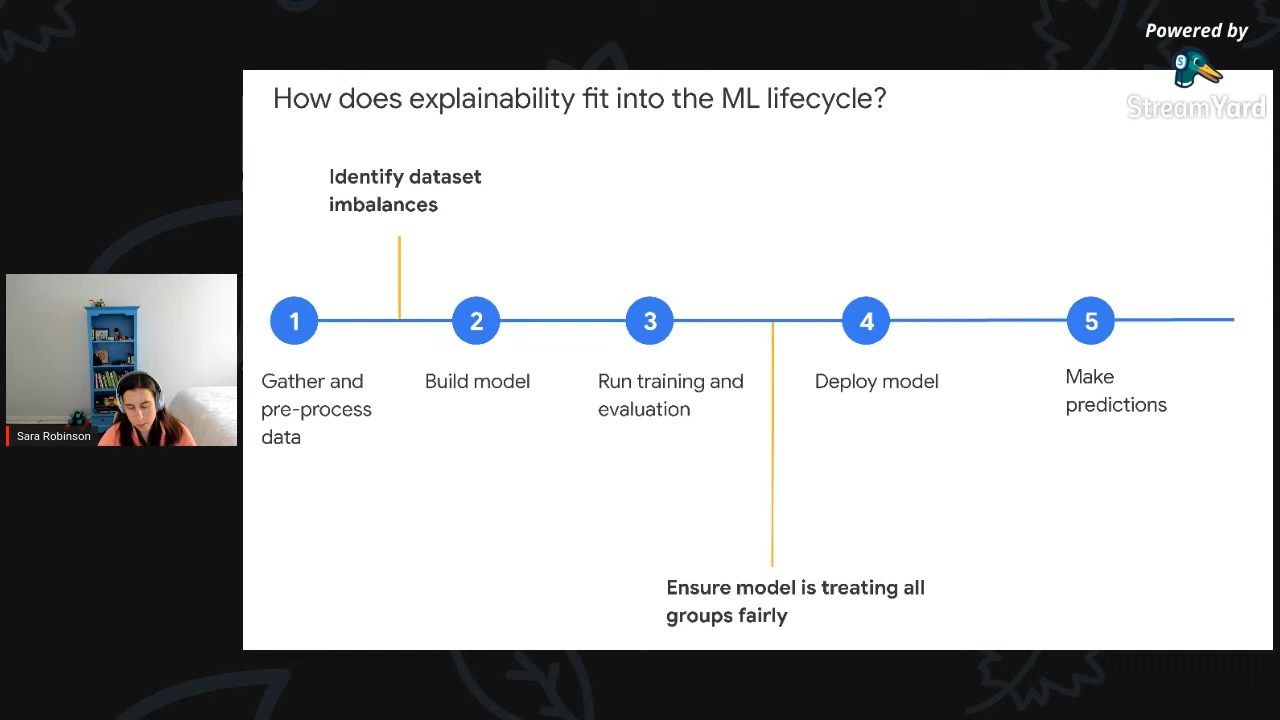 Powered by
S
StreamYard
How does explainability fit into the ML lifecycle?
Identify dataset
imbalances
1
2
3
4
5
Gather and
pre-process
data
Build model
Run training and
evaluation
Deploy model
Make
predictions
Ensure model is treating all
groups fairly
Sara Robinson